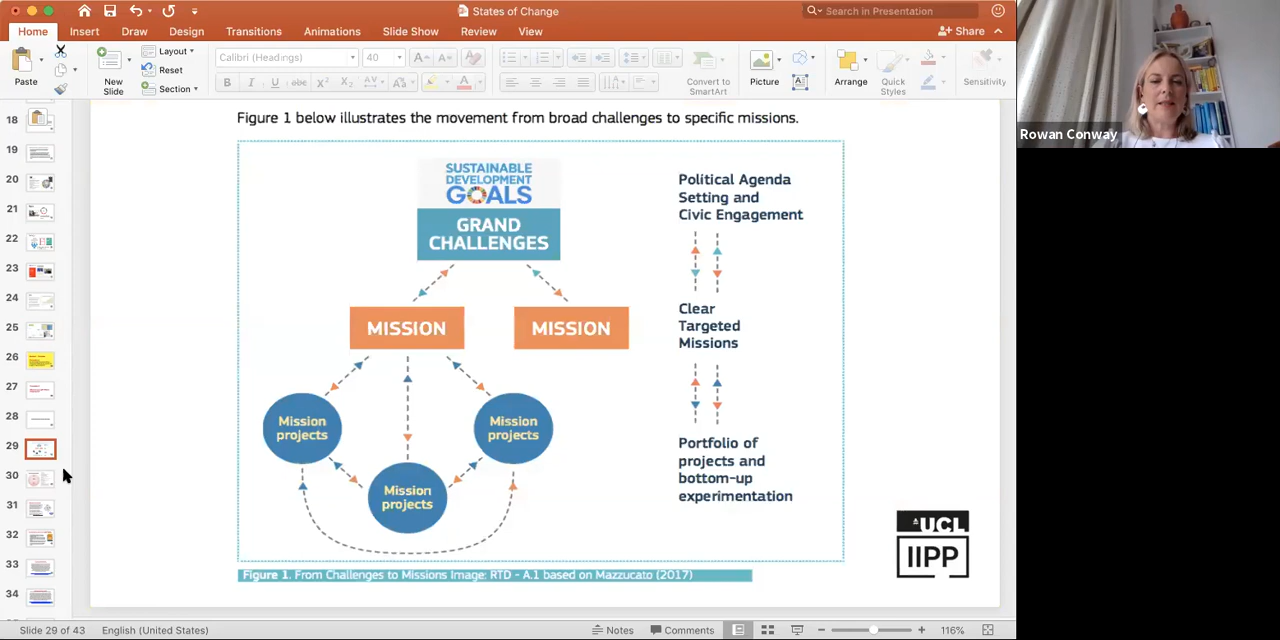 States of Change
Search in Presentation
Home
Insert
Draw
Design
Transitions
Animations
Slide Show
Review
View
Share
Paste
New
Slide
Layout
Reset
Section
Calibri (Headings)
40
Convert to
SmartArt
Picture
Arrange
Quick
Styles
Sensitivity
Rowan Conway
18
19
20
21
22
23
24
25
26
27
28
29
30
31
32
33
34
Figure 1 below illustrates the movement from broad challenges to specific missions.
SUSTAINABLE
DEVELOPMENT
GOALS
GRAND
CHALLENGES
MISSION
MISSION
Mission
projects
Mission
projects
Mission
projects
Political Agenda
Setting and
Civic Engagement
Clear
Targeted
Missions
Portfolio of
projects and
bottom-up
experimentation
UCL
IIPP
Figure 1. From Challenges to Missions Image: RTD - A.1 based on Mazzucato (2017)
Slide 29 of 43
English (United States)
Notes
Comments
116%